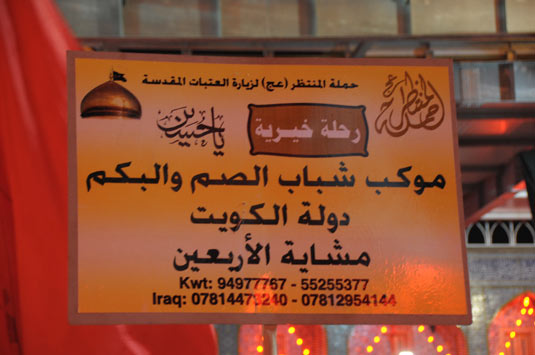 حملة المنتظر (عج) لزيارة العتبات المقدسة
يا حسين
رحلة خيرية
موكب شباب الصم والبكم
دولة الكويت
مشاية الأربعين
Kwt: 94977767 - 55255377
Iraq: 07812954144